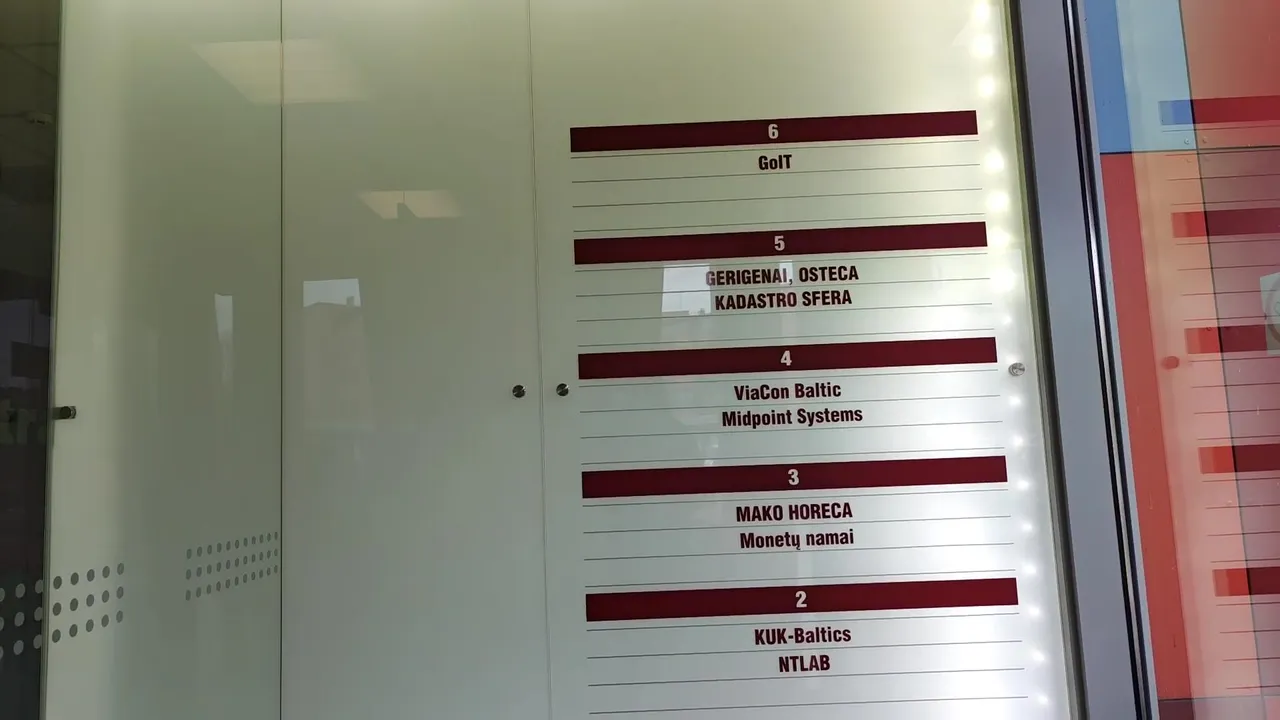 6
GoIT
5
GERIGENAI, OSTECA
KADASTRO SFERA
4
ViaCon Baltic
Midpoint Systems
3
MAKO HORECA
Monetų namai
2
KUK-Baltics
NTLAB